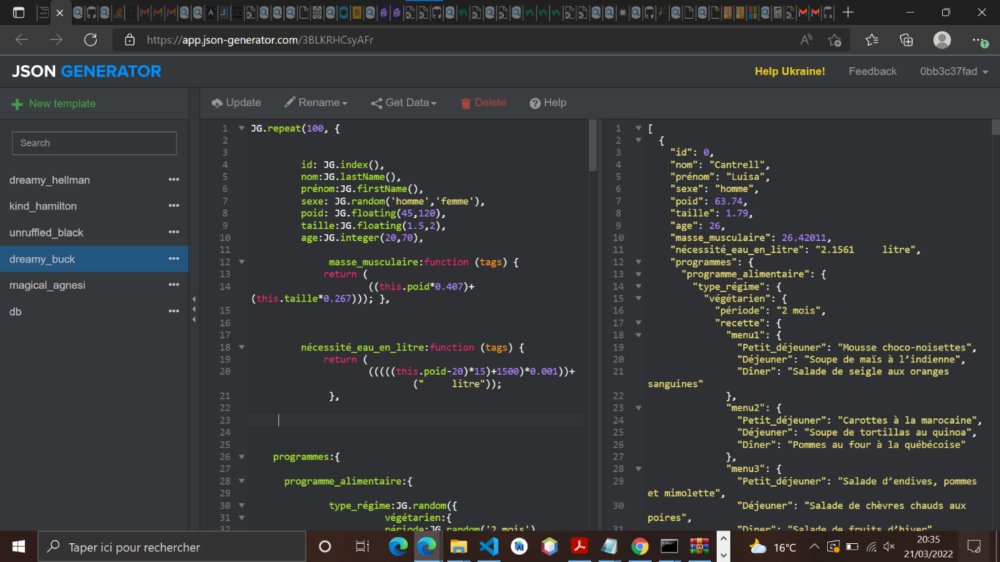 https://app.json-generator.com/3BLKRHCsyAFr
JSON GENERATOR
Help Ukraine!
Feedback
0bb3c37fad
New template
Update
Rename
Get Data
Delete
Help
Search
dreamy_hellman
kind_hamilton
unruffled_black
dreamy_buck
magical_agnesi
db
1 JG.repeat(100, {
2
3
4 id: JG.index(),
5 nom:JG.lastName(),
6 prénom:JG.firstName(),
7 sexe: JG.random('homme','femme'),
8 poid: JG.floating(45,120),
9 taille:JG.floating(1.5,2),
10 age:JG.integer(20,70),
11
12 masse_musculaire:function (tags) {
13 return (
14 ((this.poid*0.407)+
(this.taille*0.267))); },
15
16
17
18 nécessité_eau_en_litre:function (tags) {
19 return (
20 (((((this.poid-20)*15)+1500)*0.001))+
("     litre"));
21 },
22
23
24
25
26 programmes:{
27
28 programme_alimentaire:{
29
30 type_régime:JG.random({
31 végétarien:{
32 période:JG.random('2 mois')
1 [
2 {
3 "id": 0,
4 "nom": "Cantrell",
5 "prénom": "Luisa",
6 "sexe": "homme",
7 "poid": 63.74,
8 "taille": 1.79,
9 "age": 26,
10 "masse_musculaire": 26.42011,
11 "nécessité_eau_en_litre": "2.1561     litre",
12 "programmes": {
13 "programme_alimentaire": {
14 "type_régime": {
15 "végétarien": {
16 "période": "2 mois",
17 "recette": {
18 "menu1": {
19 "Petit_déjeuner": "Mousse choco-noisettes",
20 "Déjeuner": "Soupe de maïs à l’indienne",
21 "Dîner": "Salade de seigle aux oranges
sanguines"
22 },
23 "menu2": {
24 "Petit_déjeuner": "Carottes à la marocaine",
25 "Déjeuner": "Soupe de tortillas au quinoa",
26 "Dîner": "Pommes au four à la québécoise"
27 },
28 "menu3": {
29 "Petit_déjeuner": "Salade d’endives, pommes
et mimolette",
30 "Déjeuner": "Salade de chèvres chauds aux
poires",
31 "Dîner": "Salade de fruits d’hiver"
Taper ici pour rechercher
16°C
20:35
21/03/2022